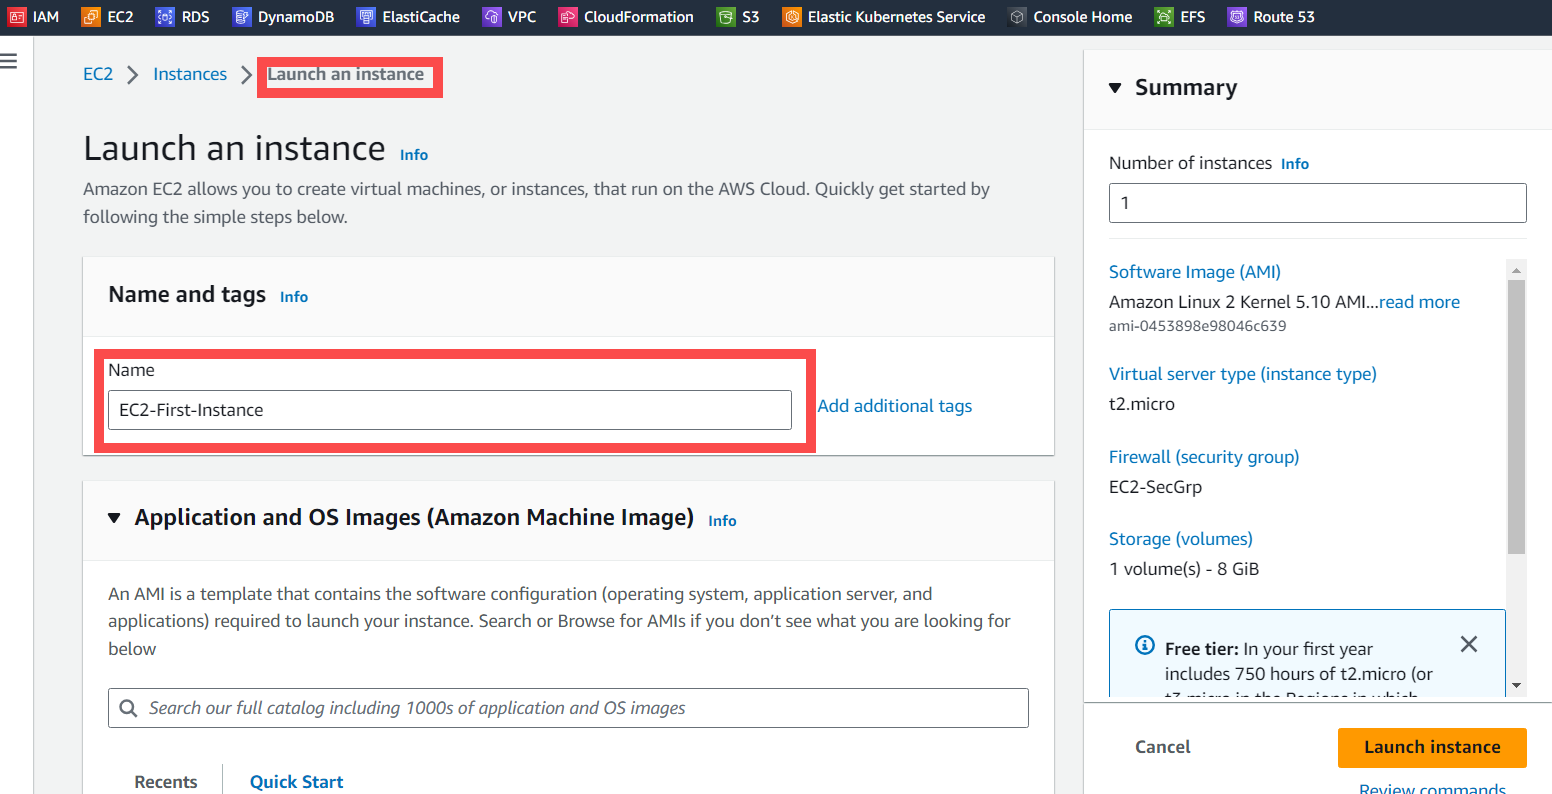 IAM EC2 RDS DynamoDB ElastiCache VPC CloudFormation S3 Elastic Kubernetes Service Console Home EFS Route 53
EC2 Instances Launch an instance
Launch an instance Info
Amazon EC2 allows you to create virtual machines, or instances, that run on the AWS Cloud. Quickly get started by
following the simple steps below.
Name and tags Info
Name
EC2-First-Instance
Add additional tags
Application and OS Images (Amazon Machine Image) Info
An AMI is a template that contains the software configuration (operating system, application server, and
applications) required to launch your instance. Search or Browse for AMIs if you don’t see what you are looking for
below
Search our full catalog including 1000s of application and OS images
Recents Quick Start
Summary
Number of instances Info
1
Software Image (AMI)
Amazon Linux 2 Kernel 5.10 AMI...read more
ami-0453898e98046c639
Virtual server type (instance type)
t2.micro
Firewall (security group)
EC2-SecGrp
Storage (volumes)
1 volume(s) - 8 GiB
Free tier: In your first year
includes 750 hours of t2.micro (or
t3.micro in the Regions in which
Cancel Launch instance
Review commands